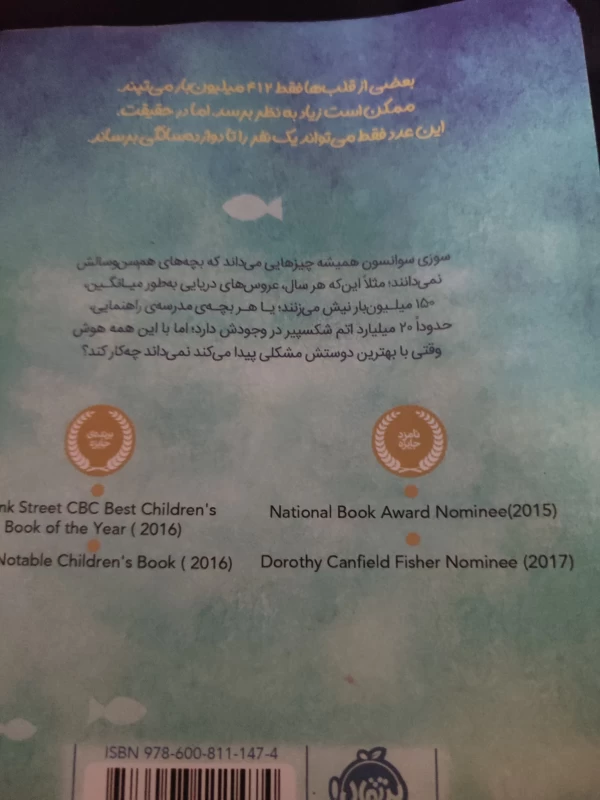 بعضی از قلب‌ها فقط ۴۱۲ میلیون بار می‌تپند.
ممکن است زیاد به نظر برسد، اما در حقیقت،
این عدد فقط می‌تواند یک نفر را تا دوازده‌سالگی برساند.
سوزی سوانسون همیشه چیزهایی می‌داند که بچه‌های هم‌سن‌وسالش
نمی‌دانند؛ مثلاً این‌که هر سال، عروس‌های دریایی به‌طور میانگین،
۱۵۰ میلیون‌بار نیش می‌زنند؛ یا هر بچه‌ی مدرسه‌ی راهنمایی،
حدوداً ۲۰ میلیارد اتم شکسپیر در وجودش دارد؛ اما با این همه هوش
وقتی با بهترین دوستش مشکلی پیدا می‌کند نمی‌داند چه‌کار کند؟
نامزد
جایزه
National Book Award Nominee(2015)
Dorothy Canfield Fisher Nominee (2017)
برنده‌ی
جایزه
nk Street CBC Best Children's
Book of the Year ( 2016)
Notable Children's Book ( 2016)
ISBN 978-600-811-147-4
پرتقال